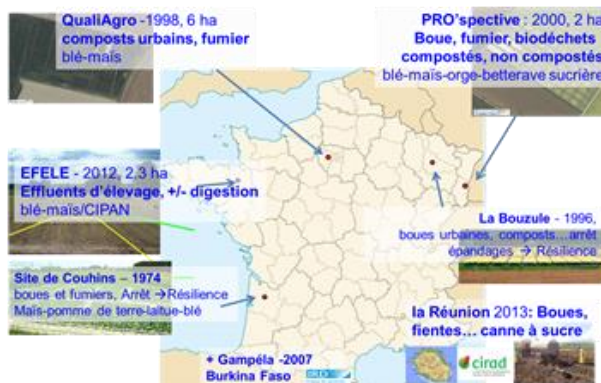 QualiAgro -1998, 6 ha
composts urbains, fumier
blé-maïs
PRO'spective : 2000, 2 ha
Boue, fumier, biodéchets
compostés, non compostés
blé-maïs-orge-betterave sucrière
EFELE - 2012, 2,3 ha
Effluents d'élevage, +/- digestion
blé-maïs/CIPAN
La Bouzule - 1996,
boues urbaines, composts…arrêt
épandages → Résilience
Site de Couhins – 1974
boues et fumiers, Arrêt →Résilience
Maïs-pomme de terre-laitue-blé
la Réunion 2013: Boues,
fientes… canne à sucre
+ Gampéla -2007
Burkina Faso
IRD
cirad